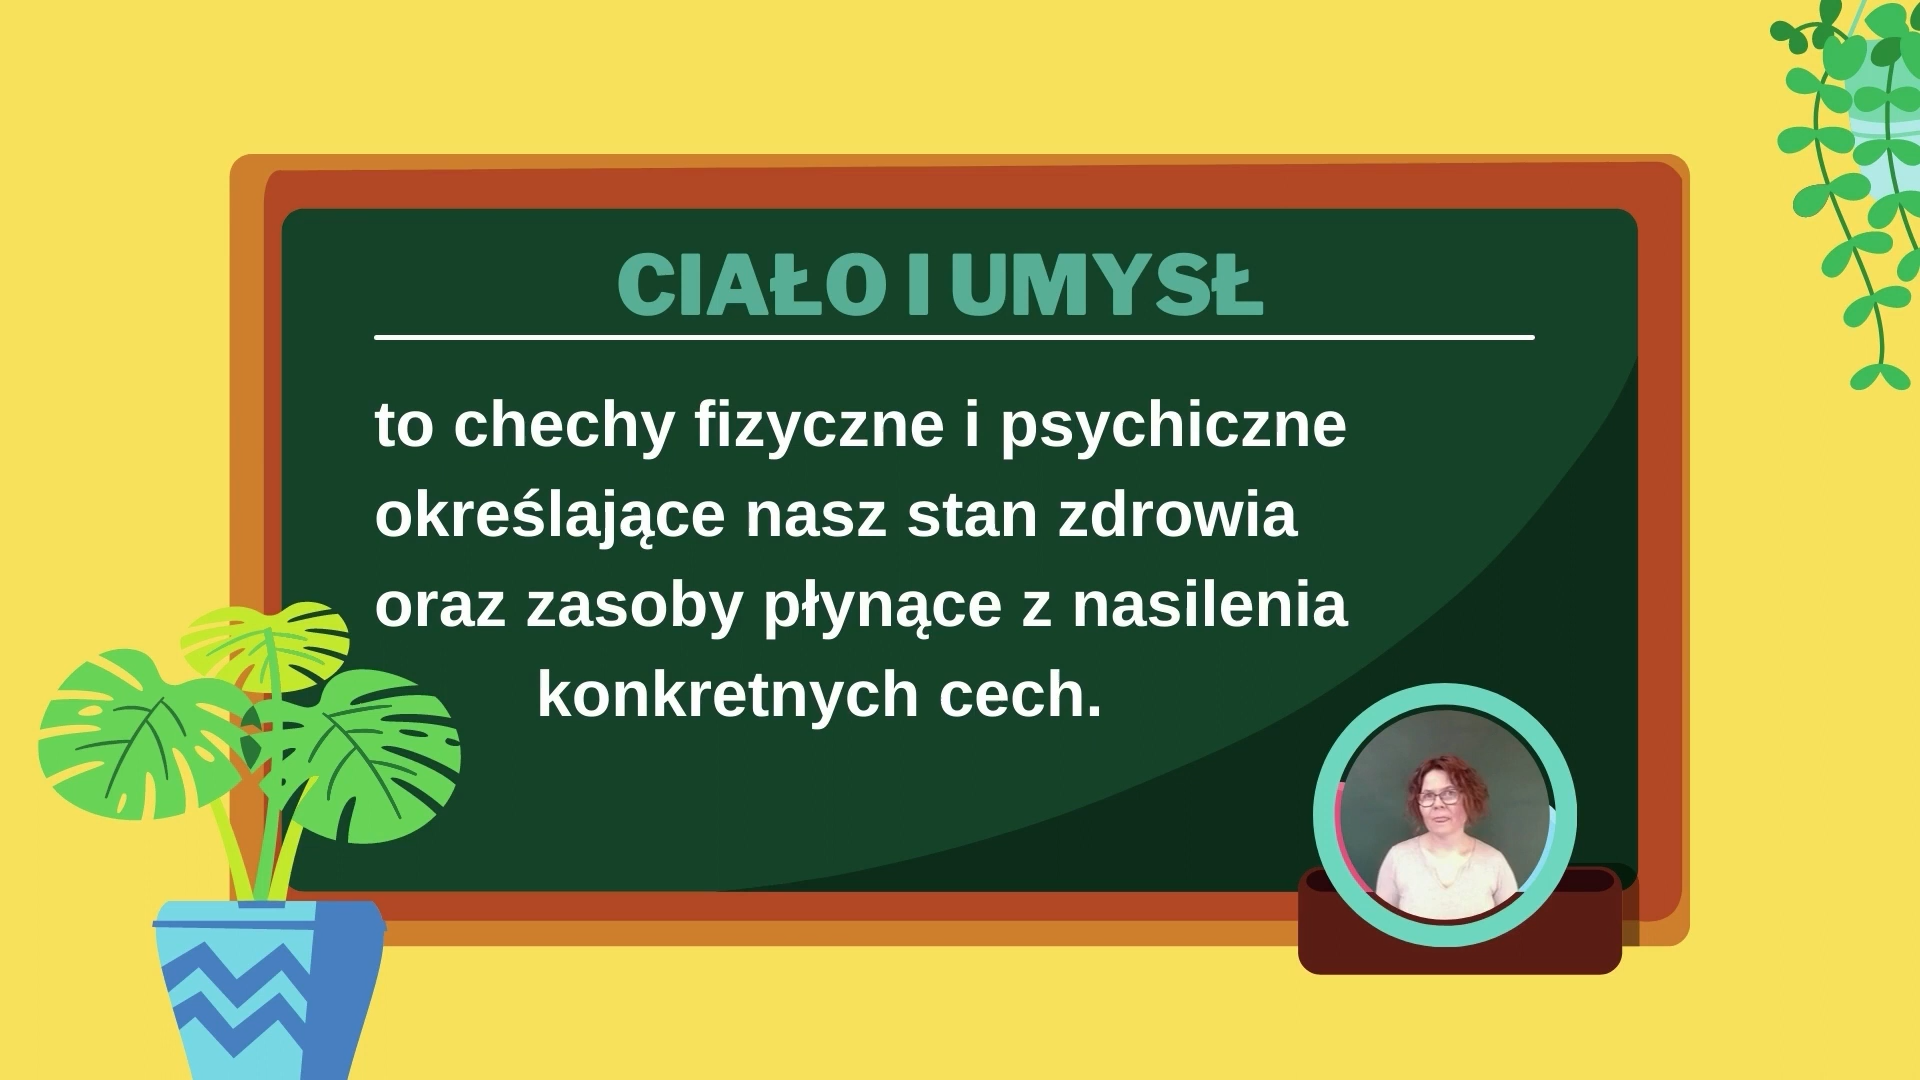 CIAŁO I UMYSŁ
to chechy fizyczne i psychiczne
określające nasz stan zdrowia
oraz zasoby płynące z nasilenia
konkretnych cech.